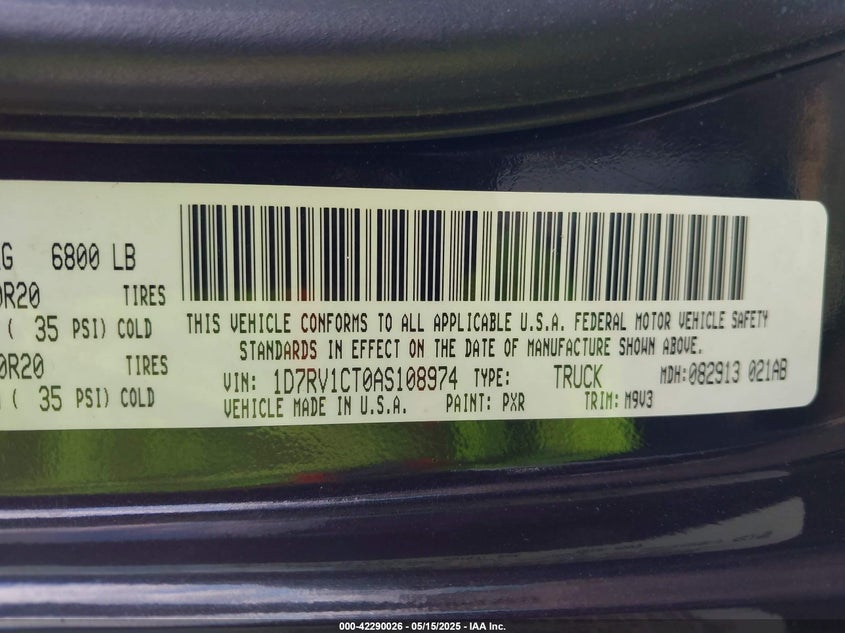 6800 LB
TIRES
( 35 PSI) COLD
TIRES
( 35 PSI) COLD
THIS VEHICLE CONFORMS TO ALL APPLICABLE U.S.A. FEDERAL MOTOR VEHICLE SAFETY
STANDARDS IN EFFECT ON THE DATE OF MANUFACTURE SHOWN ABOVE.
VIN: 1D7RV1CT0AS108974 TYPE: TRUCK MDH:082913 021AB
VEHICLE MADE IN U.S.A. PAINT: PXR TRIM: M9V3
000-42290026 - 05/15/2025 - IAA Inc.